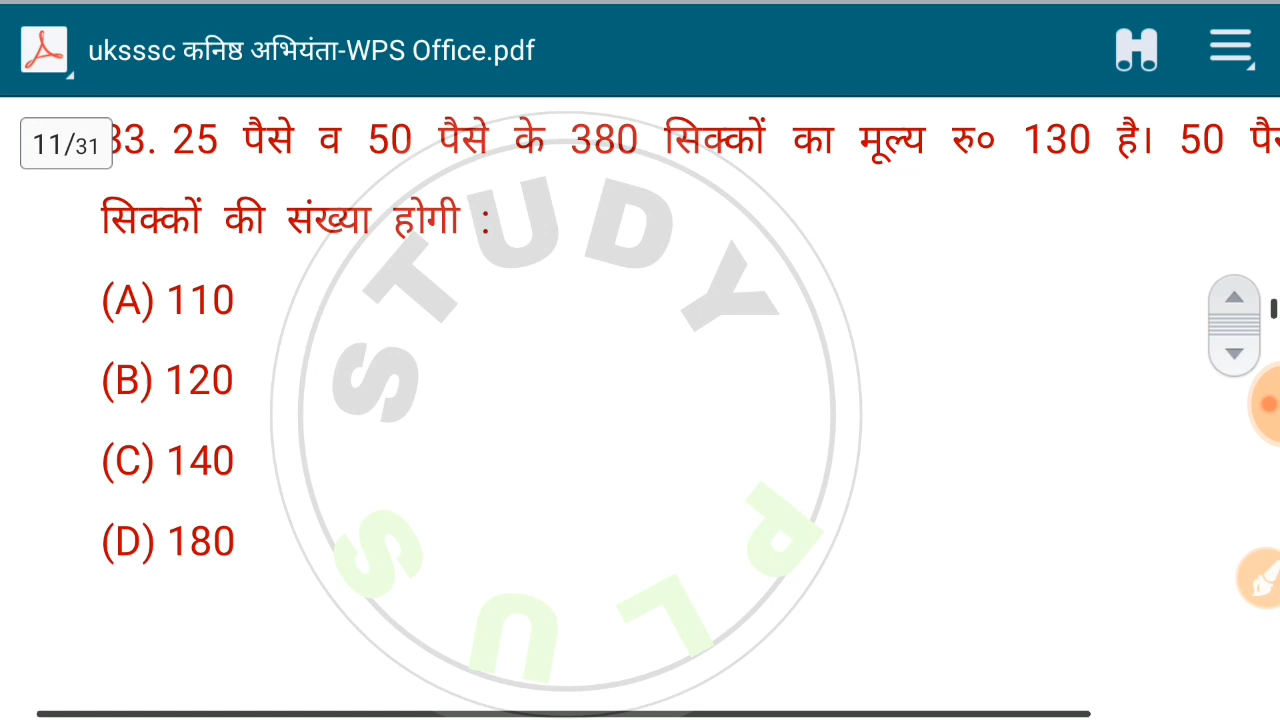 uksssc कनिष्ठ अभियंता-WPS Office.pdf
11/31
33. 25 पैसे व 50 पैसे के 380 सिक्कों का मूल्य रु० 130 है। 50
सिक्कों की संख्या होगी :
(A) 110
(B) 120
(C) 140
(D) 180
STUDY
PLUS